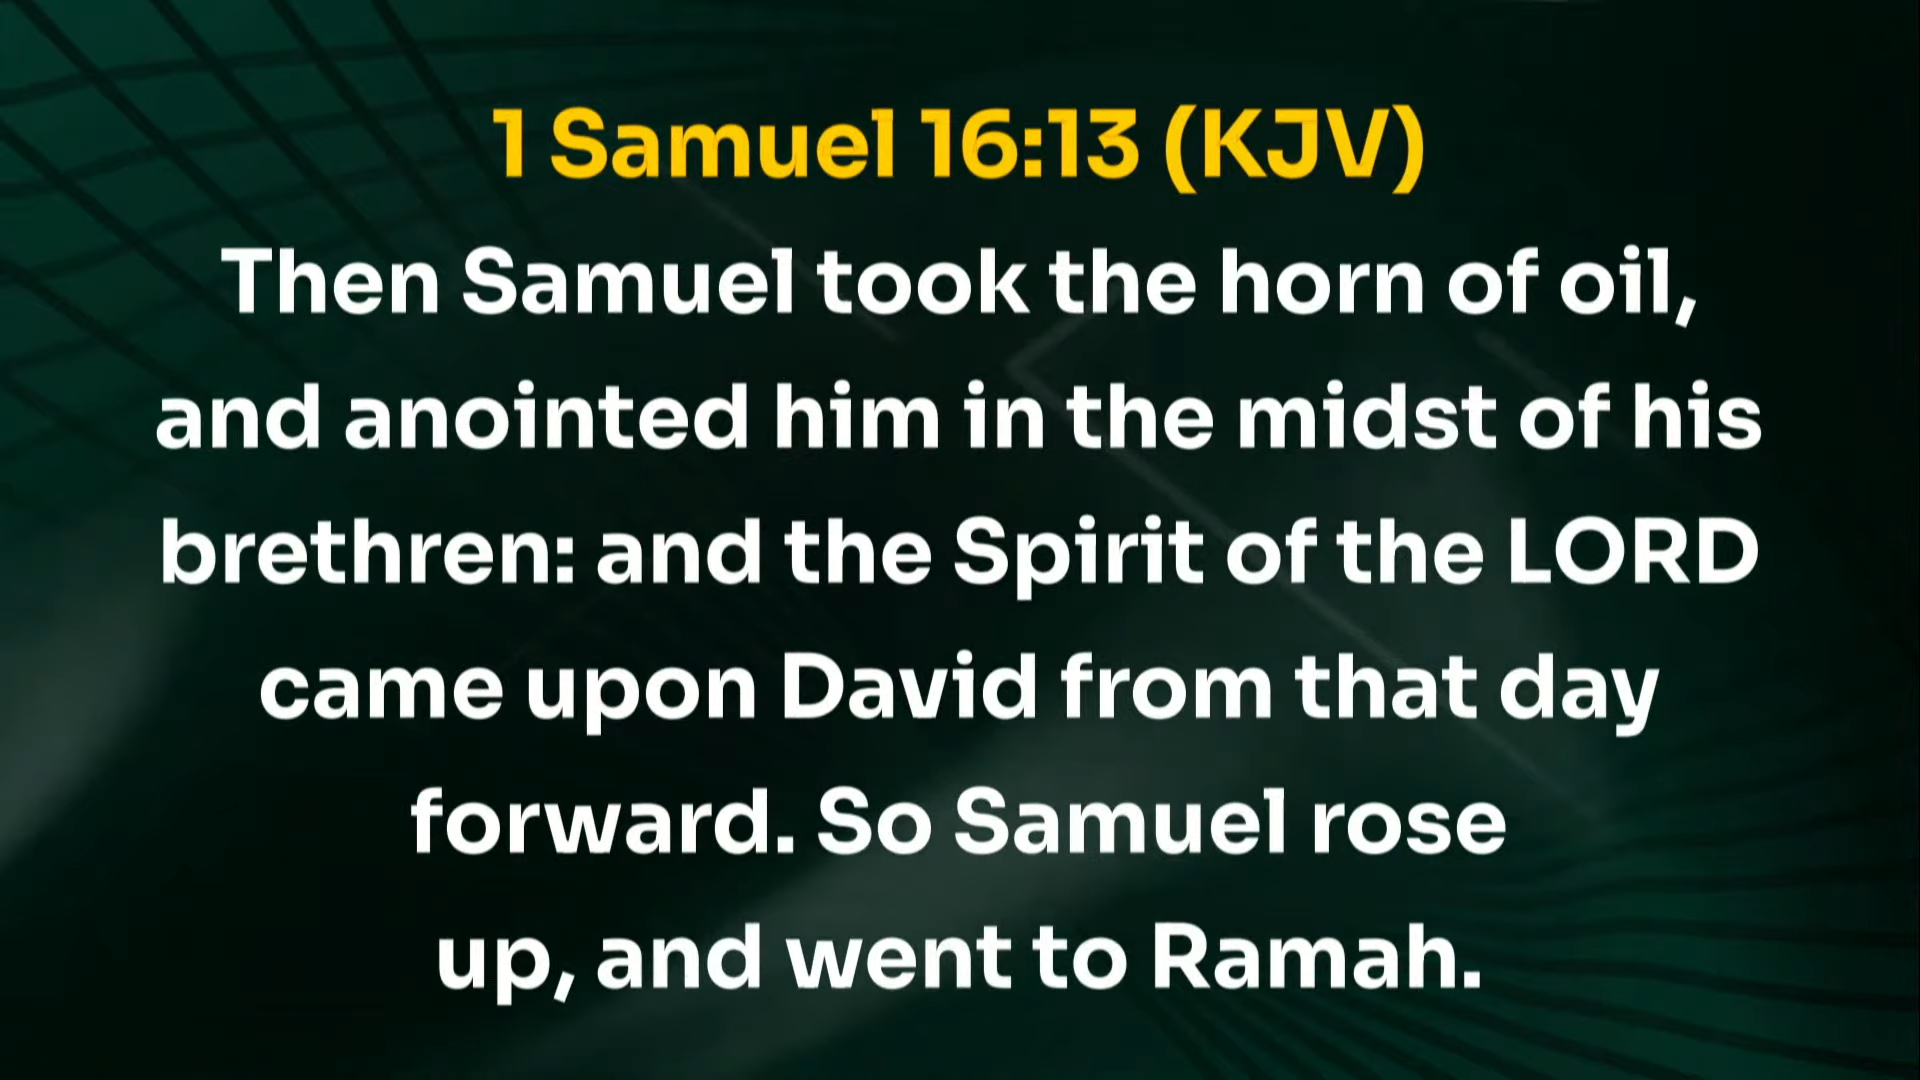 1 Samuel 16:13 (KJV)
Then Samuel took the horn of oil,
and anointed him in the midst of his
brethren: and the Spirit of the LORD
came upon David from that day
forward. So Samuel rose
up, and went to Ramah.